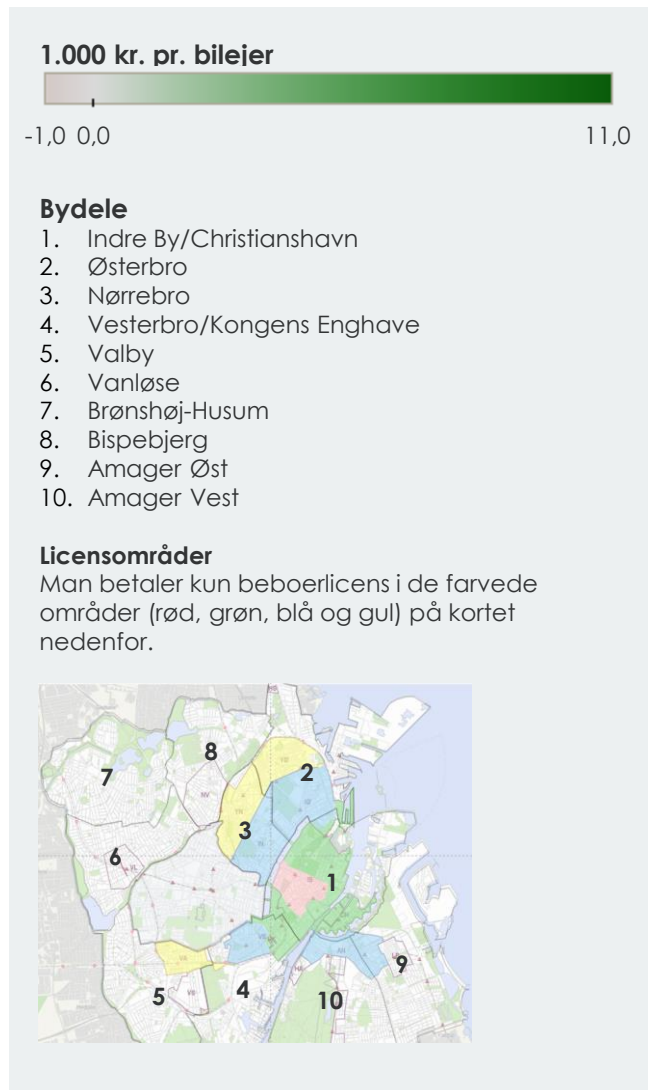 1.000 kr. pr. bilejer
-1,0 0,0 11,0
Bydele
1. Indre By/Christianshavn
2. Østerbro
3. Nørrebro
4. Vesterbro/Kongens Enghave
5. Valby
6. Vanløse
7. Brønshøj-Husum
8. Bispebjerg
9. Amager Øst
10. Amager Vest
Licensområder
Man betaler kun beboerlicens i de farvede
områder (rød, grøn, blå og gul) på kortet
nedenfor.
8
7
2
NV
3
6
1
9
5
4
10